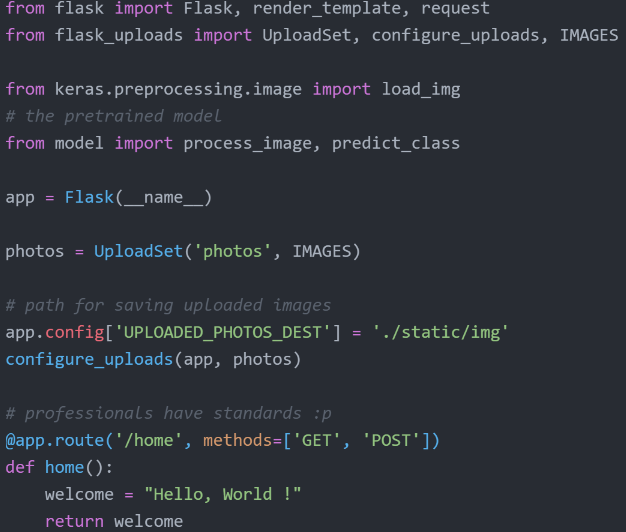 from flask import Flask, render_template, request
from flask_uploads import UploadSet, configure_uploads, IMAGES
from keras.preprocessing.image import load_img
# the pretrained model
from model import process_image, predict_class
app = Flask(__name__)
photos = UploadSet('photos', IMAGES)
# path for saving uploaded images
app.config['UPLOADED_PHOTOS_DEST'] = './static/img'
configure_uploads(app, photos)
# professionals have standards :p
@app.route('/home', methods=['GET', 'POST'])
def home():
    welcome = "Hello, World !"
    return welcome